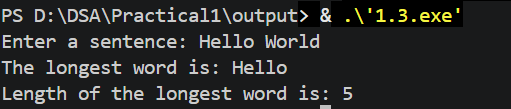 PS D:\DSA\Practical1\output> & .\'1.3.exe'
Enter a sentence: Hello World
The longest word is: Hello
Length of the longest word is: 5